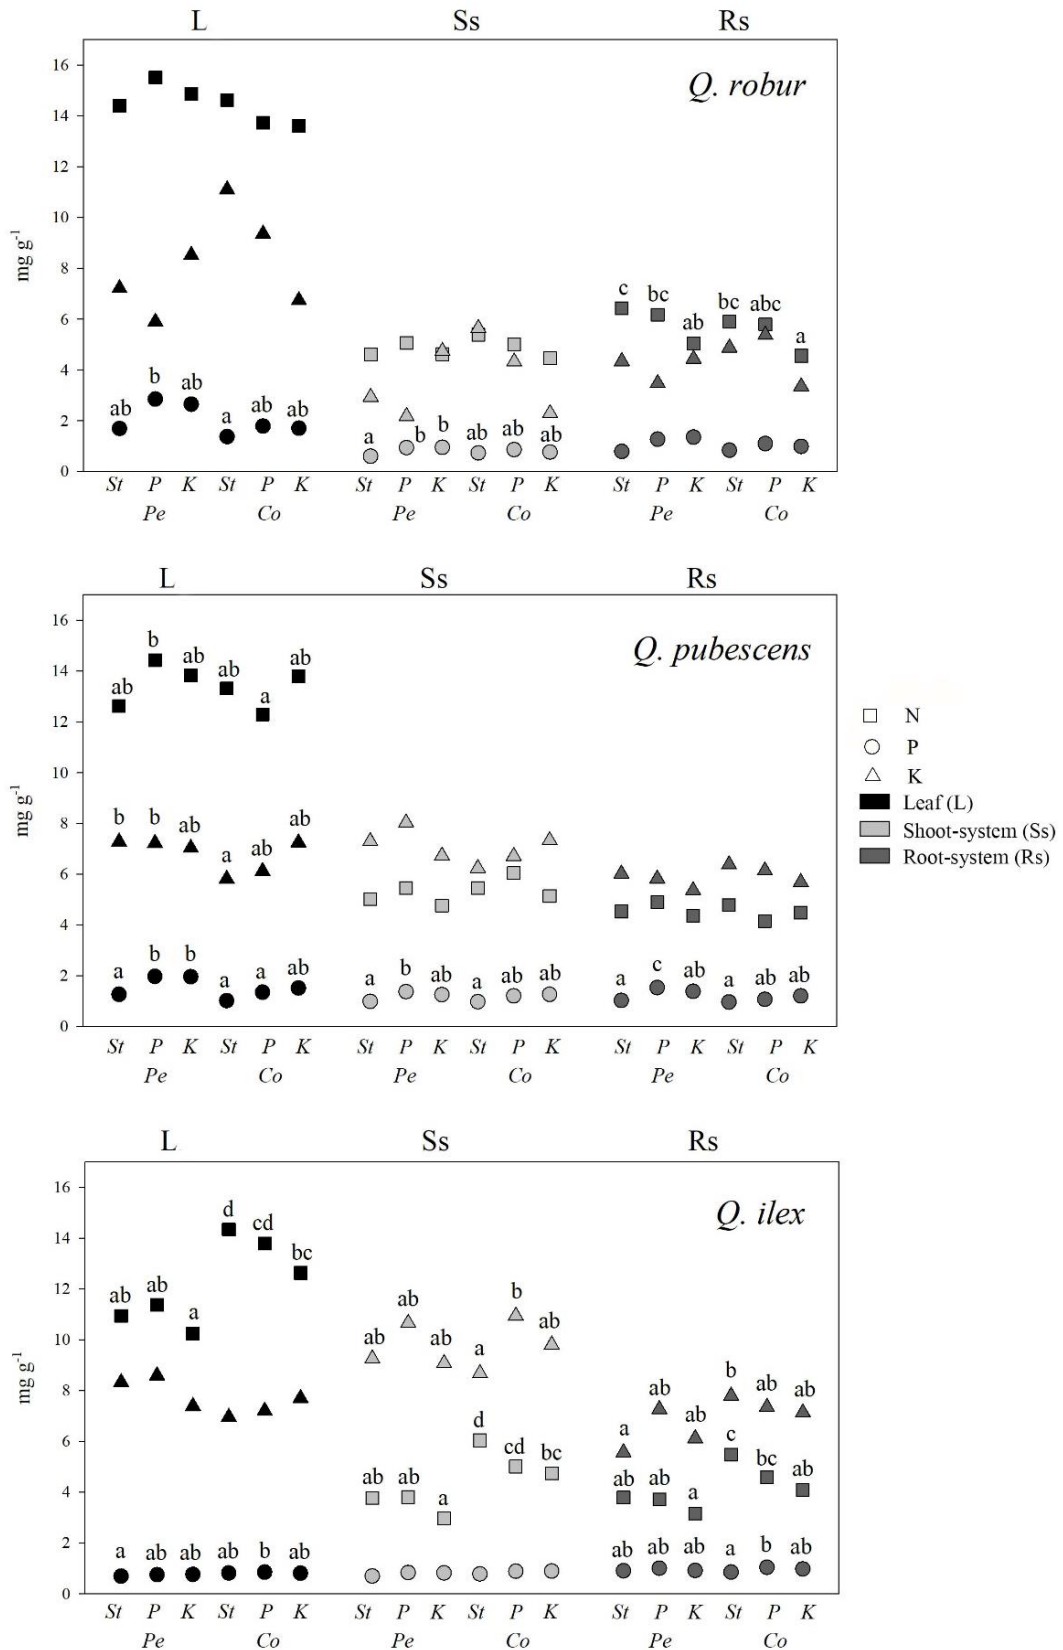 L Ss Rs
Q. robur
16
14
12
10
8
6
4
2
0
mg g-1
c bc ab bc abc a
b ab
ab a ab ab
a b b ab ab ab
St P K St P K St P K St P K St P K St P K
Pe Co Pe Co Pe Co
L Ss Rs
Q. pubescens
16
14
12
10
8
6
4
2
0
mg g-1
ab b ab ab a ab
b b ab a ab ab
a b b a a ab a b ab a ab ab a c ab a ab ab
St P K St P K St P K St P K St P K St P K
Pe Co Pe Co Pe Co
N
P
K
Leaf (L)
Shoot-system (Ss)
Root-system (Rs)
L Ss Rs
Q. ilex
16
14
12
10
8
6
4
2
0
mg g-1
ab ab a d cd bc
ab ab ab a b ab
a ab ab b ab ab
ab ab a d cd bc
ab ab a c bc ab
a ab ab ab b ab ab ab ab a b ab
St P K St P K St P K St P K St P K St P K
Pe Co Pe Co Pe Co